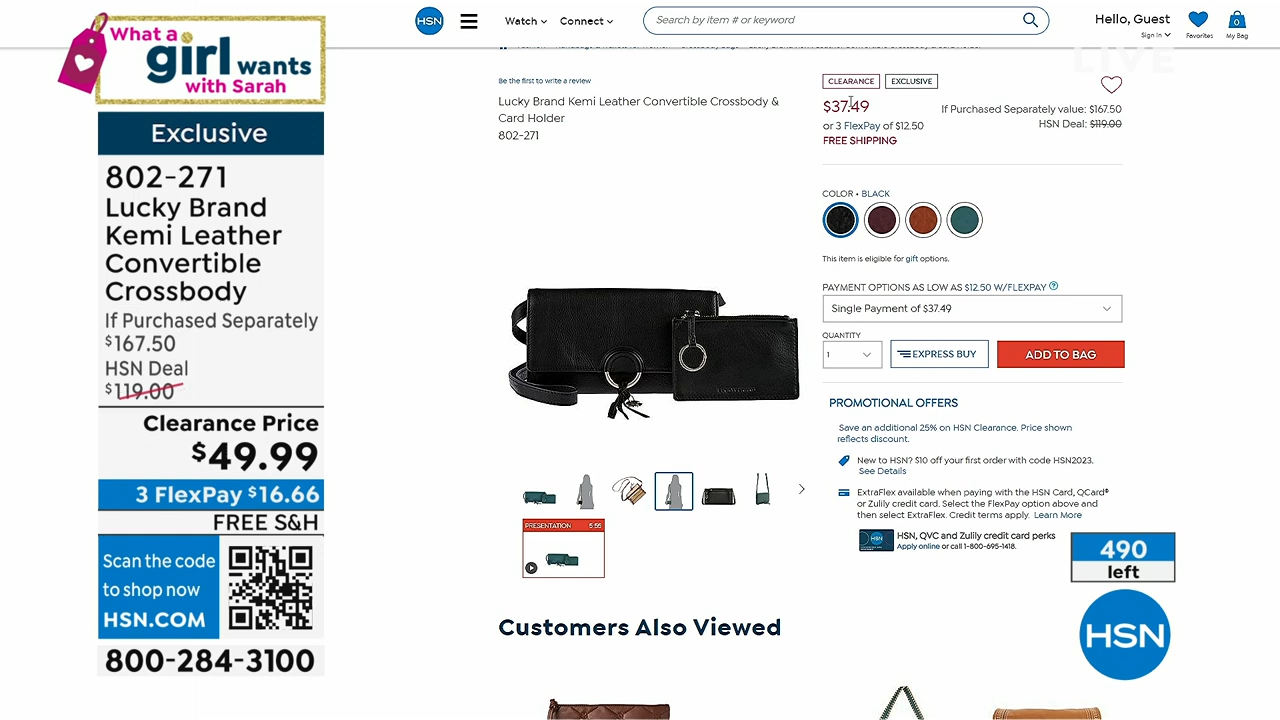 What a
girl wants
with Sarah
Exclusive
802-271
Lucky Brand
Kemi Leather
Convertible
Crossbody
If Purchased Separately
$167.50
HSN Deal
$119.00
Clearance Price
$49.99
3 FlexPay $16.66
FREE S&H
Scan the code
to shop now
HSN.COM
800-284-3100
HSN
Watch
Connect
Search by item # or keyword
Hello, Guest
Sign In
Favorites
0
My Bag
LIVE
Be the first to write a review
Lucky Brand Kemi Leather Convertible Crossbody &
Card Holder
802-271
CLEARANCE
EXCLUSIVE
$37.49
If Purchased Separately value: $167.50
or 3 FlexPay of $12.50
HSN Deal: $119.00
FREE SHIPPING
COLOR • BLACK
This item is eligible for gift options.
PAYMENT OPTIONS AS LOW AS $12.50 W/FLEXPAY
Single Payment of $37.49
QUANTITY
1
EXPRESS BUY
ADD TO BAG
PROMOTIONAL OFFERS
Save an additional 25% on HSN Clearance. Price shown
reflects discount.
New to HSN? $10 off your first order with code HSN2023.
See Details
ExtraFlex available when paying with the HSN Card, QCard®
or Zulily credit card. Select the FlexPay option above and
then select ExtraFlex. Credit terms apply. Learn More
HSN, QVC and Zulily credit card perks
Apply online or call 1-800-695-1418.
PRESENTATION 5:56
490
left
HSN
Customers Also Viewed